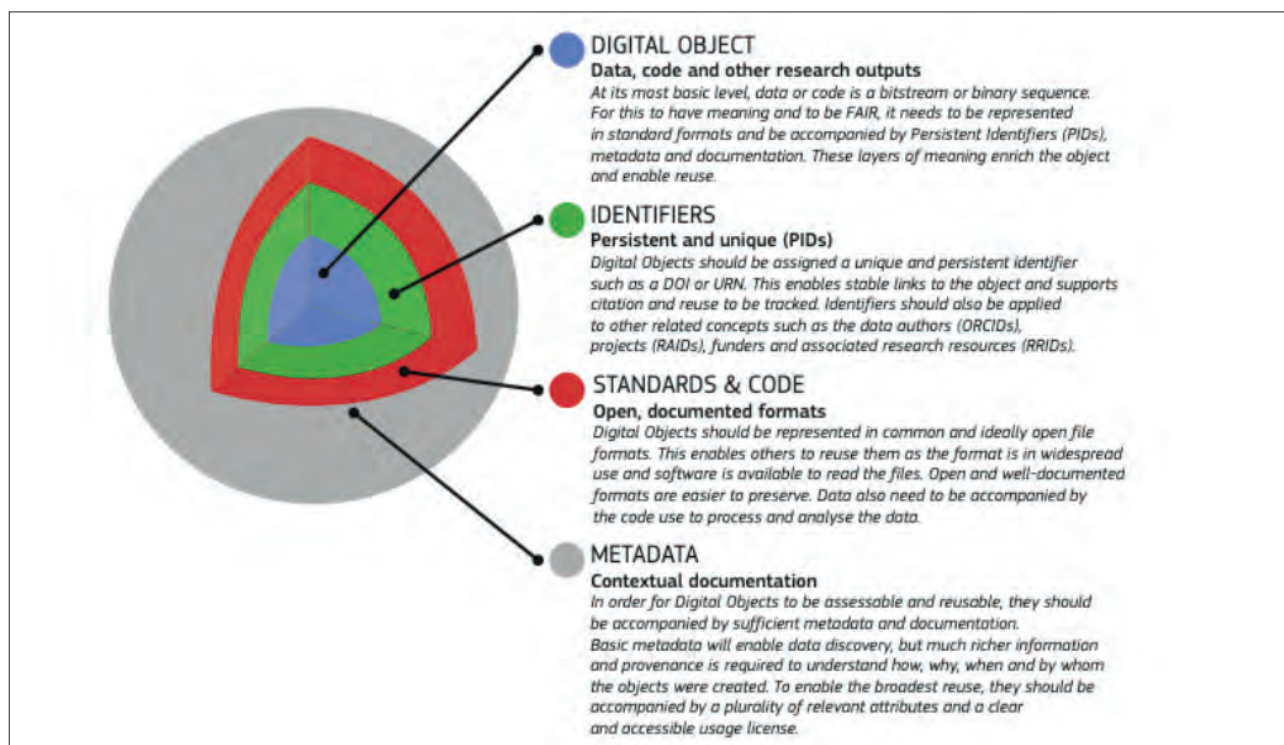 DIGITAL OBJECT
Data, code and other research outputs
At its most basic level, data or code is a bitstream or binary sequence.
For this to have meaning and to be FAIR, it needs to be represented
in standard formats and be accompanied by Persistent Identifiers (PIDs),
metadata and documentation. These layers of meaning enrich the object
and enable reuse.
IDENTIFIERS
Persistent and unique (PIDs)
Digital Objects should be assigned a unique and persistent identifier
such as a DOI or URN. This enables stable links to the object and supports
citation and reuse to be tracked. Identifiers should also be applied
to other related concepts such as the data authors (ORCIDs),
projects (RAIDs), funders and associated research resources (RRIDs).
STANDARDS & CODE
Open, documented formats
Digital Objects should be represented in common and ideally open file
formats. This enables others to reuse them as the format is in widespread
use and software is available to read the files. Open and well-documented
formats are easier to preserve. Data also need to be accompanied by
the code use to process and analyse the data.
METADATA
Contextual documentation
In order for Digital Objects to be assessable and reusable, they should
be accompanied by sufficient metadata and documentation.
Basic metadata will enable data discovery, but much richer information
and provenance is required to understand how, why, when and by whom
the objects were created. To enable the broadest reuse, they should be
accompanied by a plurality of relevant attributes and a clear
and accessible usage license.